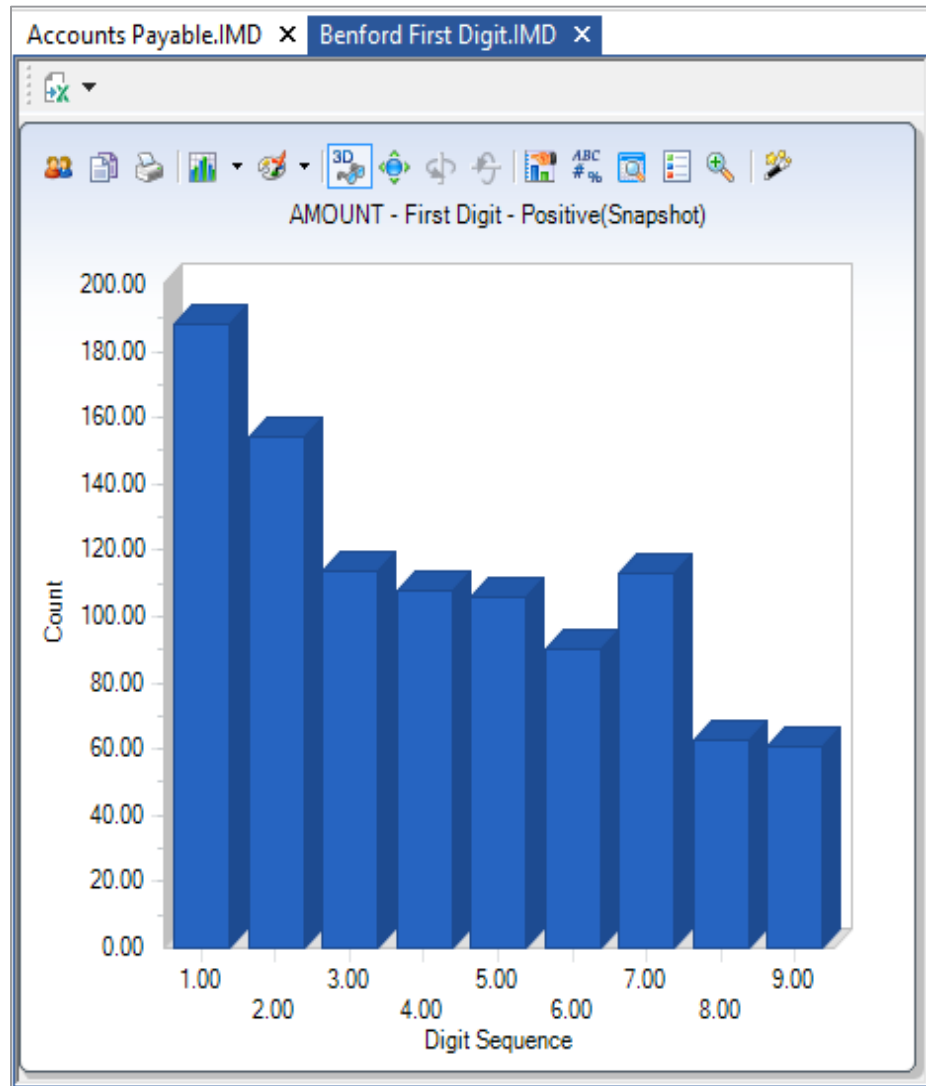 Accounts Payable.IMD X Benford First Digit.IMD X
3D ABC # %
AMOUNT - First Digit - Positive(Snapshot)
200.00
180.00
160.00
140.00
120.00
100.00
80.00
60.00
40.00
20.00
0.00
Count
1.00 3.00 5.00 7.00 9.00
2.00 4.00 6.00 8.00
Digit Sequence